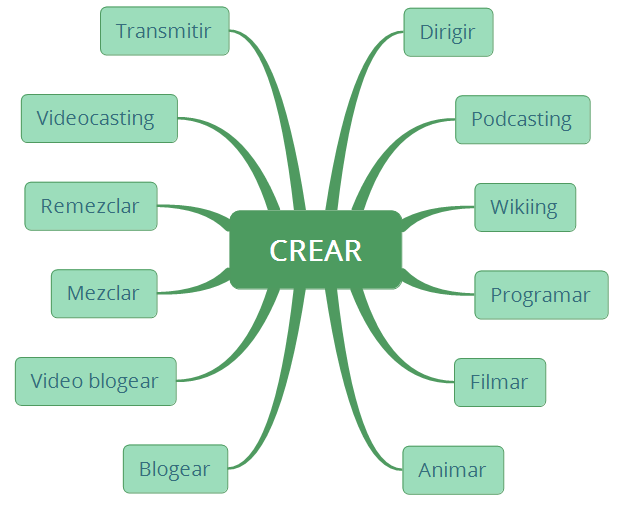 Transmitir
Dirigir
Videocasting
Podcasting
Remezclar
Wikiing
CREAR
Mezclar
Programar
Video blogear
Filmar
Blogear
Animar